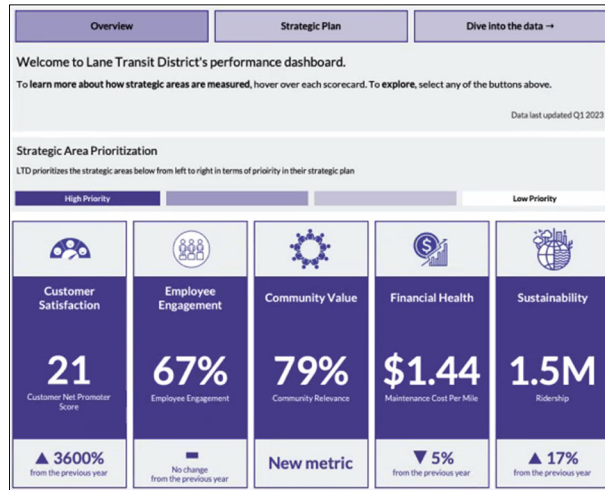 Overview
Strategic Plan
Dive into the data →
Welcome to Lane Transit District's performance dashboard.
To learn more about how strategic areas are measured, hover over each scorecard. To explore, select any of the buttons above.
Data last updated Q1 2023
Strategic Area Prioritization
LTD prioritizes the strategic areas below from left to right in terms of prioirity in their strategic plan
High Priority
Low Priority
Customer
Satisfaction
21
Customer Net Promoter
Score
▲ 3600%
from the previous year
Employee
Engagement
67%
Employee Engagement
No change
from the previous year
Community Value
79%
Community Relevance
New metric
Financial Health
$1.44
Maintenance Cost Per Mile
▼ 5%
from the previous year
Sustainability
1.5M
Ridership
▲ 17%
from the previous year